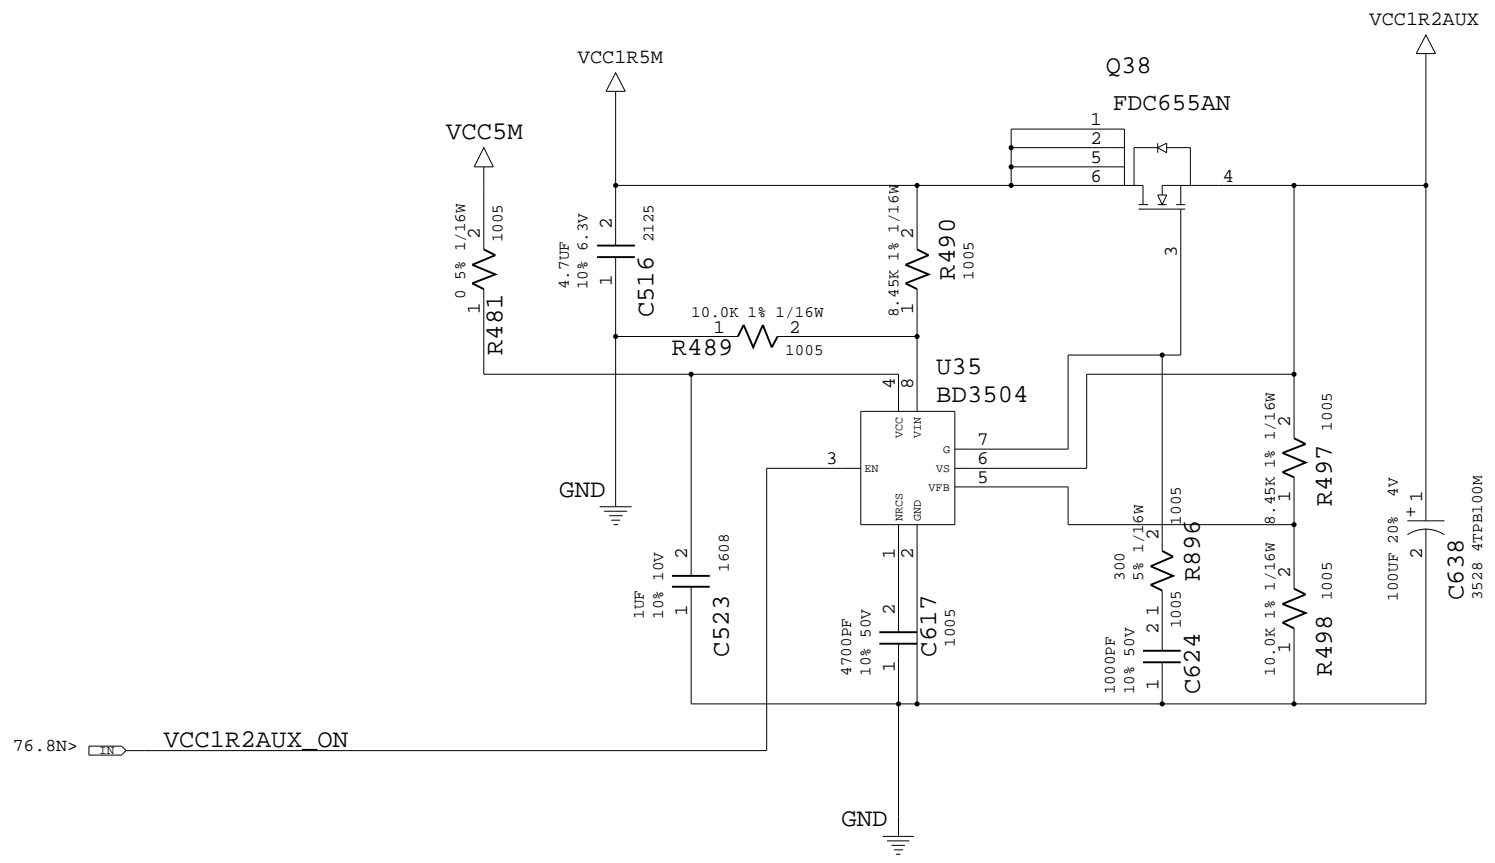 VCC1R2AUX
VCC1R5M
Q38
FDC655AN
VCC5M
1
2
5
6
4
3
0 5% 1/16W
2
1005
1
R481
4.7UF
10% 6.3V
2
2125
1
C516
8.45K 1% 1/16W
2
R490
1005
1
10.0K 1% 1/16W
1
2
R489
1005
U35
BD3504
4
8
VCC
VIN
3
EN
G
7
VS
6
VFB
5
NRCS
GND
1
2
GND
8.45K 1% 1/16W
2
1005
R497
1
10.0K 1% 1/16W
2
1005
R498
1
300
5% 1/16W
2
1005
R896
1
1000PF
10% 50V
2
1005
C624
1
100UF 20% 4V
+
1
2
C638
3528 4TPB100M
1UF
10% 10V
2
1608
1
C523
4700PF
10% 50V
2
C617
1005
1
76.8N>
IN
VCC1R2AUX_ON
GND